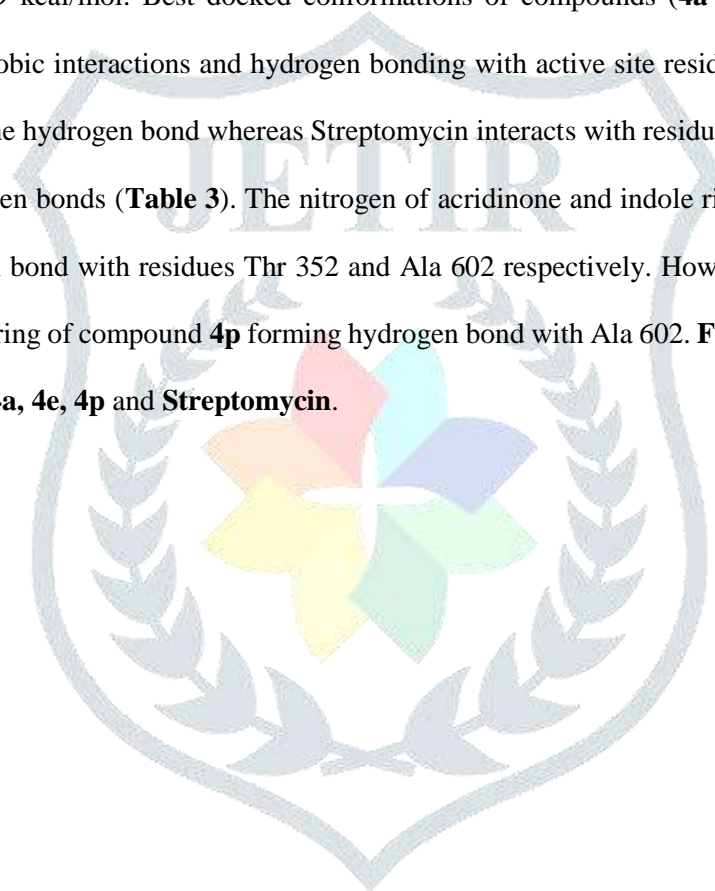 kcal/mol. Best docked conformations of compounds (4a
obic interactions and hydrogen bonding with active site resid
ne hydrogen bond whereas Streptomycin interacts with residu
en bonds (Table 3). The nitrogen of acridinone and indole ri
bond with residues Thr 352 and Ala 602 respectively. How
ring of compound 4p forming hydrogen bond with Ala 602. F
a, 4e, 4p and Streptomycin.
JETIR